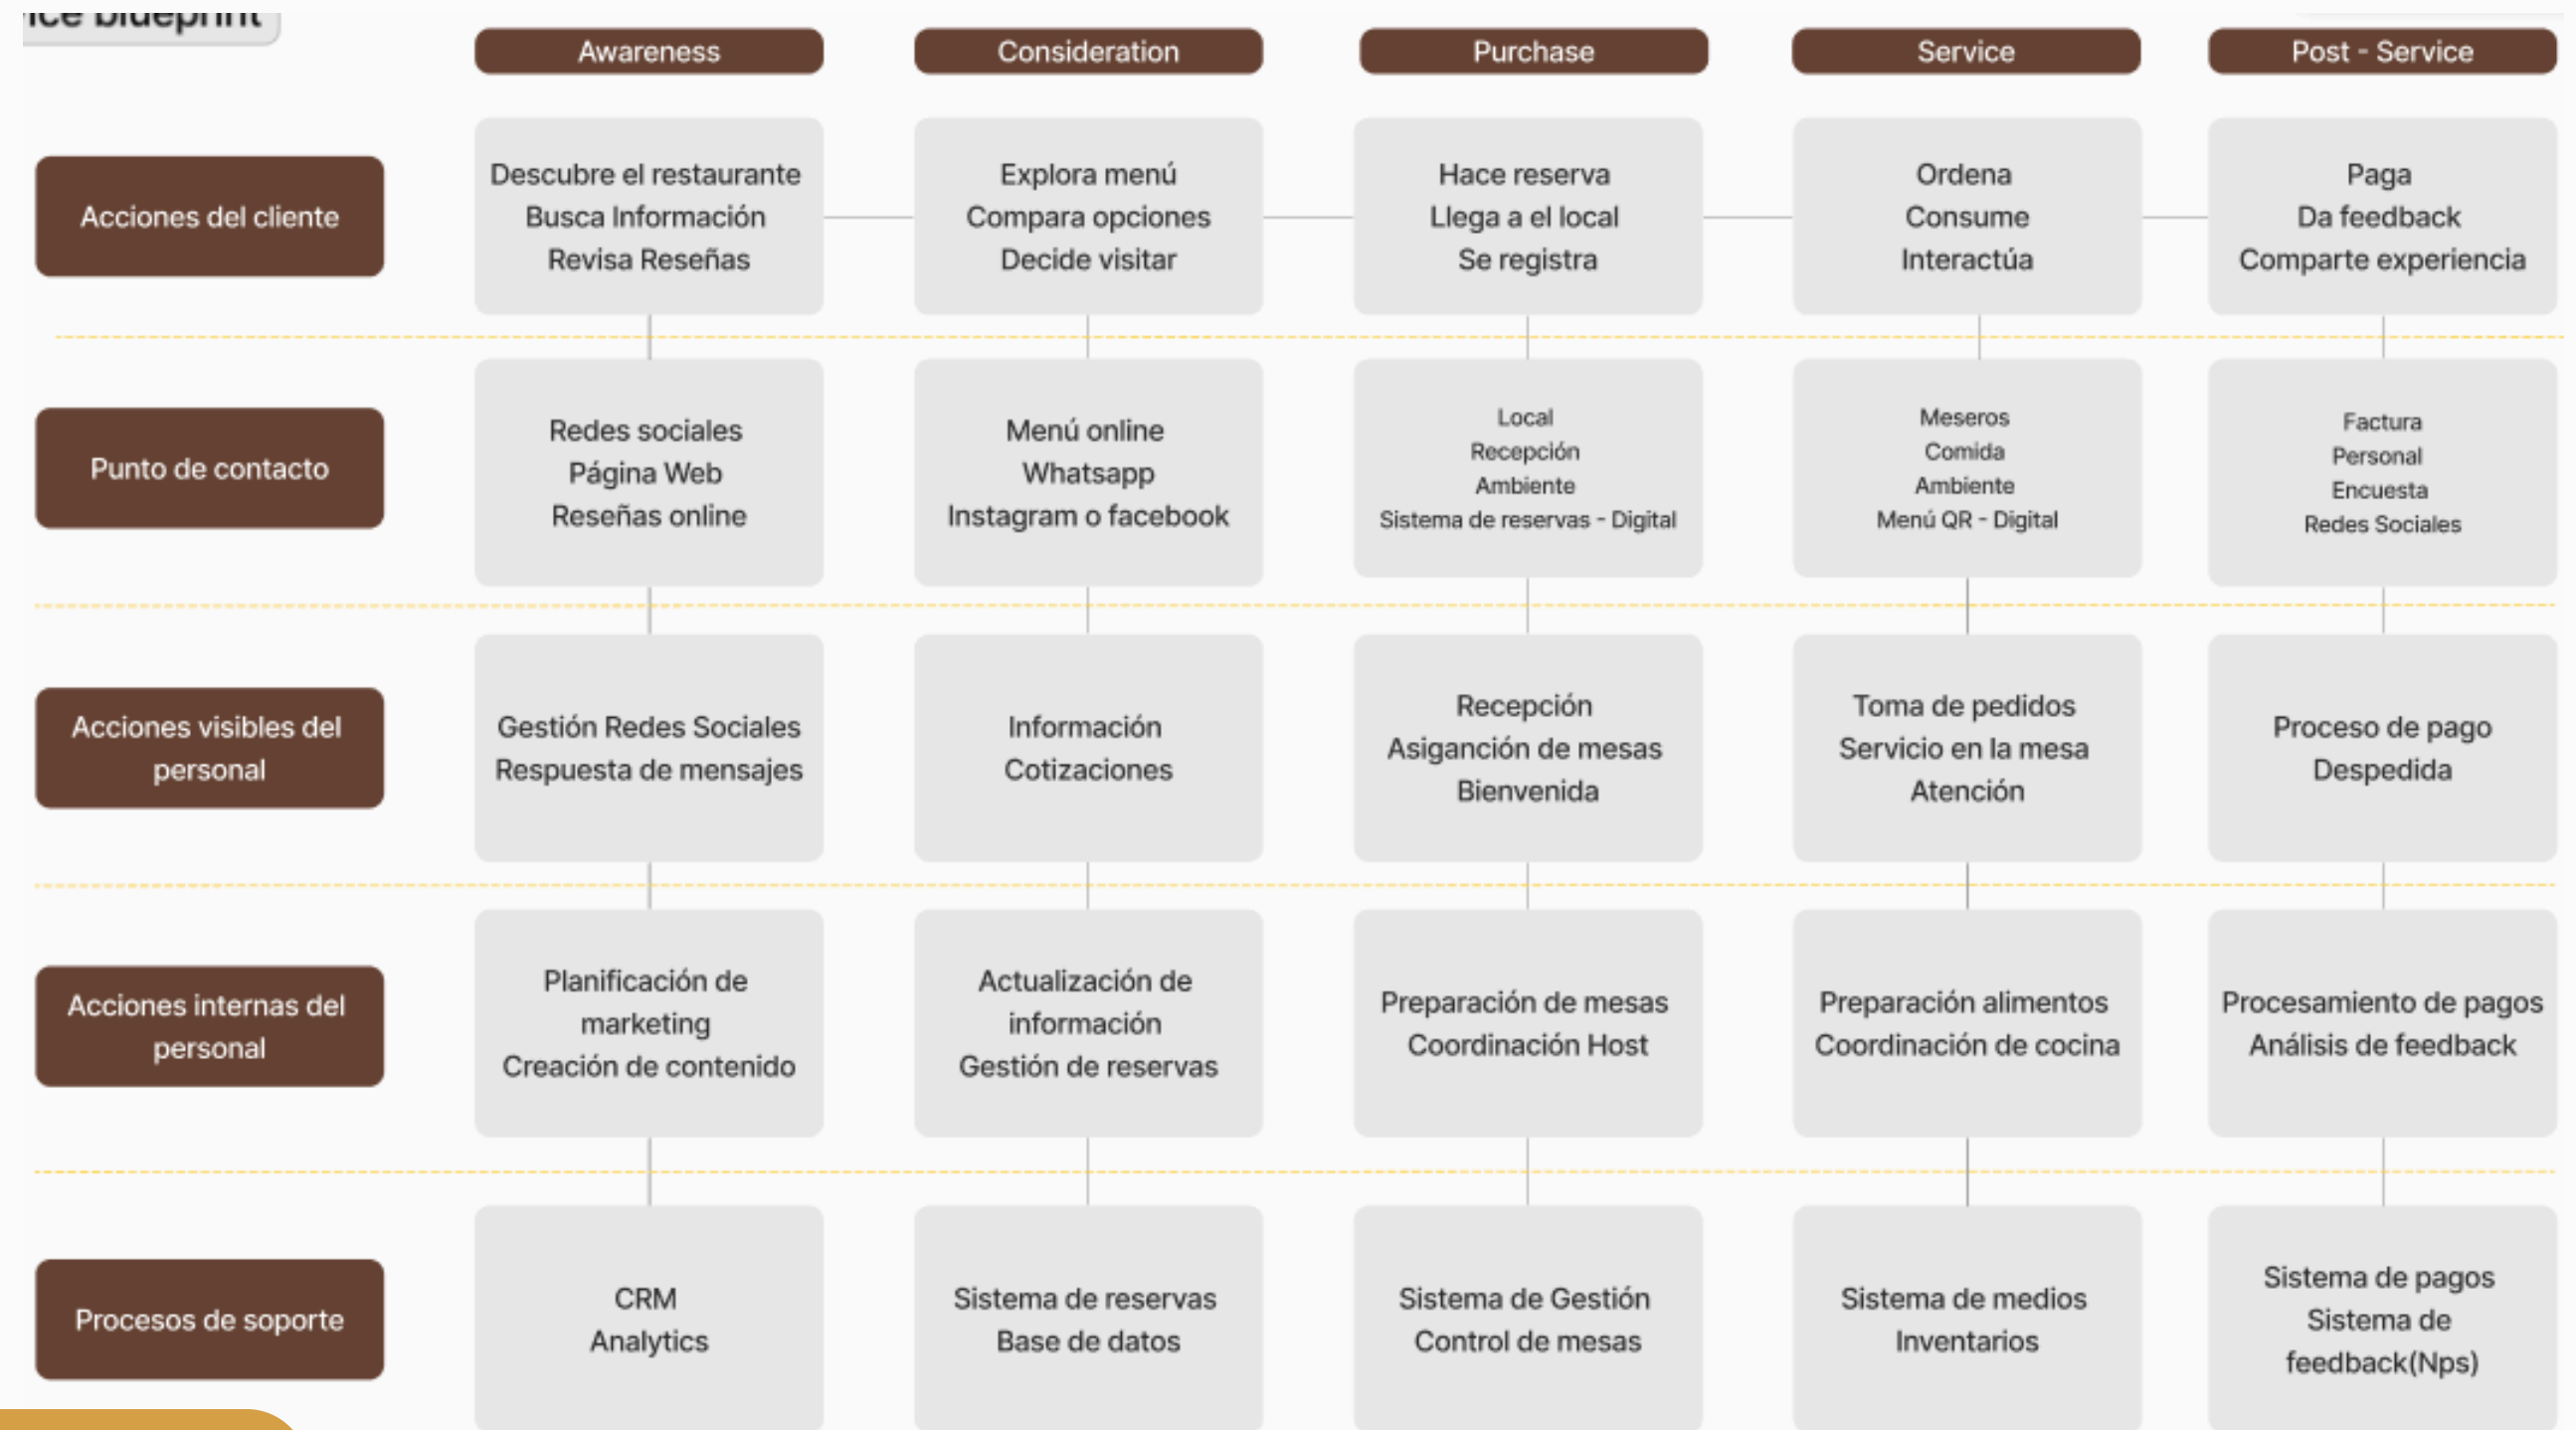 ice blueprint
Awareness
Consideration
Purchase
Service
Post - Service
Acciones del cliente
Descubre el restaurante
Busca Información
Revisa Reseñas
Explora menú
Compara opciones
Decide visitar
Hace reserva
Llega a el local
Se registra
Ordena
Consume
Interactúa
Paga
Da feedback
Comparte experiencia
Punto de contacto
Redes sociales
Página Web
Reseñas online
Menú online
Whatsapp
Instagram o facebook
Local
Recepción
Ambiente
Sistema de reservas - Digital
Meseros
Comida
Ambiente
Menú QR - Digital
Factura
Personal
Encuesta
Redes Sociales
Acciones visibles del
personal
Gestión Redes Sociales
Respuesta de mensajes
Información
Cotizaciones
Recepción
Asigancìón de mesas
Bienvenida
Toma de pedidos
Servicio en la mesa
Atención
Proceso de pago
Despedida
Acciones internas del
personal
Planificación de
marketing
Creación de contenido
Actualización de
información
Gestión de reservas
Preparación de mesas
Coordinación Host
Preparación alimentos
Coordinación de cocina
Procesamiento de pagos
Análisis de feedback
Procesos de soporte
CRM
Analytics
Sistema de reservas
Base de datos
Sistema de Gestión
Control de mesas
Sistema de medios
Inventarios
Sistema de pagos
Sistema de
feedback(Nps)